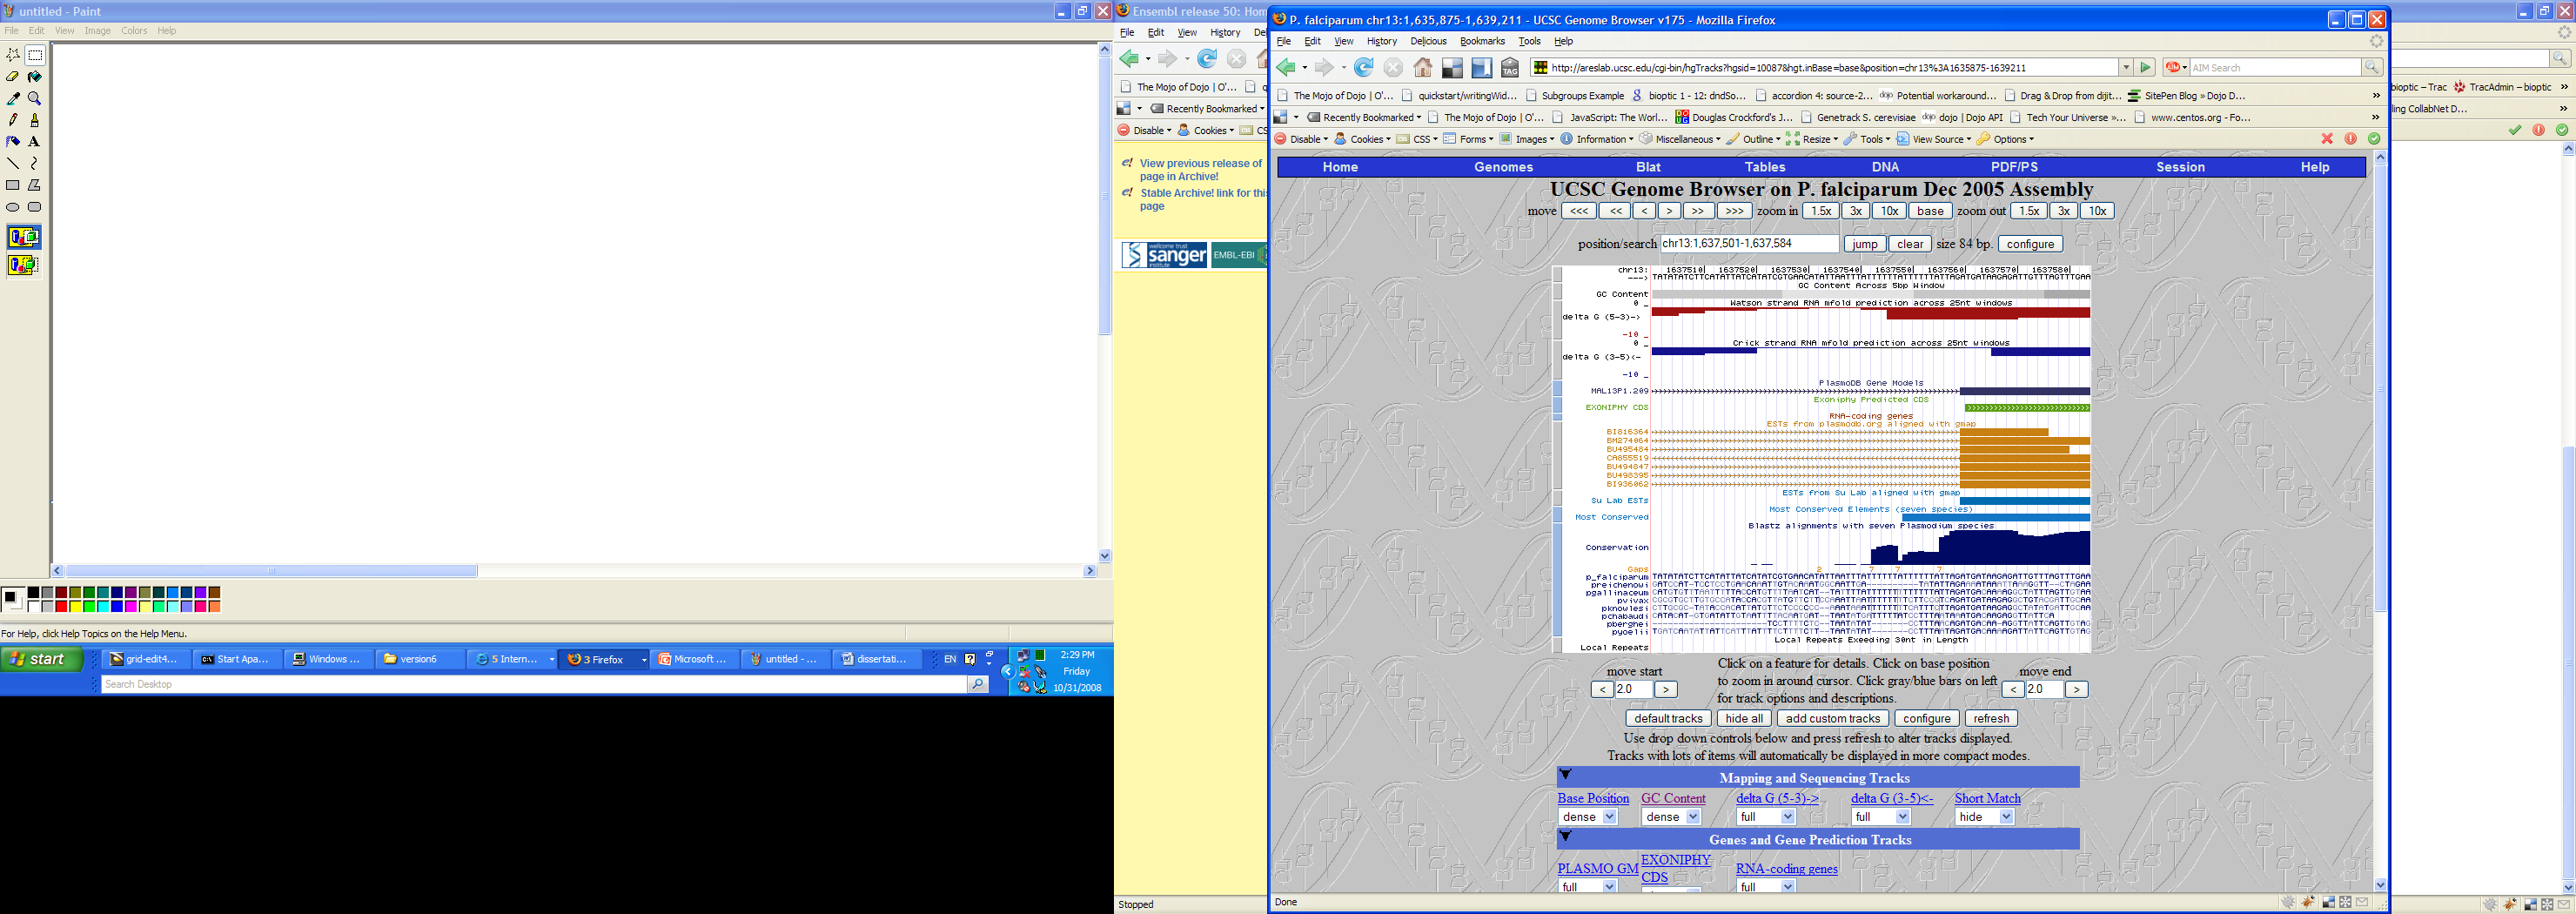 untitled - Paint
File Edit View Image Colors Help
For Help, click Help Topics on the Help Menu.
start
grid-edit4...
Start Apa...
Windows ...
version6
5 Intern...
3 Firefox
Microsoft ...
untitled - ...
dissertati...
EN
2:29 PM
Friday
10/31/2008
Search Desktop
Ensembl release 50: Hom
File Edit View History De
The Mojo of Dojo | O'...
Recently Bookmarked
Disable Cookies CS
View previous release of
page in Archive!
Stable Archive! link for this
page
wellcome trust
sanger
institute
EMBL-EBI
Stopped
P. falciparum chr13:1,635,875-1,639,211 - UCSC Genome Browser v175 - Mozilla Firefox
File Edit View History Delicious Bookmarks Tools Help
http://areslab.ucsc.edu/cgi-bin/hgTracks?hgsid=10087&hgt.inBase=base&position=chr13%3A1635875-1639211
AIM Search
The Mojo of Dojo | O'... quickstart/writingWid... Subgroups Example bioptic 1 - 12: dndSo... accordion 4: source-2... Potential workaround... Drag & Drop from dijit... SitePen Blog » Dojo D... »
Recently Bookmarked The Mojo of Dojo | O'... JavaScript: The Worl... Douglas Crockford's J... Genetrack S. cerevisiae dojo | Dojo API Tech Your Universe »... www.centos.org - Fo... »
Disable Cookies CSS Forms Images Information Miscellaneous Outline Resize Tools View Source Options
Home Genomes Blat Tables DNA PDF/PS Session Help
UCSC Genome Browser on P. falciparum Dec 2005 Assembly
move <<< << < > >> >>> zoom in 1.5x 3x 10x base zoom out 1.5x 3x 10x
position/search chr13:1,637,501-1,637,584 jump clear size 84 bp. configure
chr13: 1637510| 1637520| 1637530| 1637540| 1637550| 1637560| 1637570| 1637580|
--->
GC Content Across 5bp Window
GC Content
Watson strand RNA mfold prediction across 25nt windows
0 _
delta G (5-3)->
-10 _
Crick strand RNA mfold prediction across 25nt windows
0 _
delta G (3-5)<-
-10 _
PlasmoDB Gene Models
MAL13P1.209
Exoniphy Predicted CDS
EXONIPHY CDS
RNA-coding genes
ESTs from plasmodb.org aligned with gmap
BI816364
BM274064
BU495484
CA855519
BU494847
BU498395
BI936062
ESTs from Su Lab aligned with gmap
Su Lab ESTs
Most Conserved Elements (seven species)
Most Conserved
Blastz alignments with seven Plasmodium species
Conservation
Gaps 2 7 7 7
p_falciparum
preichenowi
pgallinaceum
pvivax
pknowlesi
pchabaudi
pberghei
pyoelii
Local Repeats Exeeding 30nt in Length
Local Repeats
move start
< 2.0 >
Click on a feature for details. Click on base position
to zoom in around cursor. Click gray/blue bars on left
for track options and descriptions.
move end
< 2.0 >
default tracks hide all add custom tracks configure refresh
Use drop down controls below and press refresh to alter tracks displayed.
Tracks with lots of items will automatically be displayed in more compact modes.
Mapping and Sequencing Tracks
Base Position GC Content delta G (5-3)-> delta G (3-5)<- Short Match
dense dense full full hide
Genes and Gene Prediction Tracks
PLASMO GM EXONIPHY CDS RNA-coding genes
full full
Done
bioptic – Trac TracAdmin – bioptic »
ling CollabNet D... »